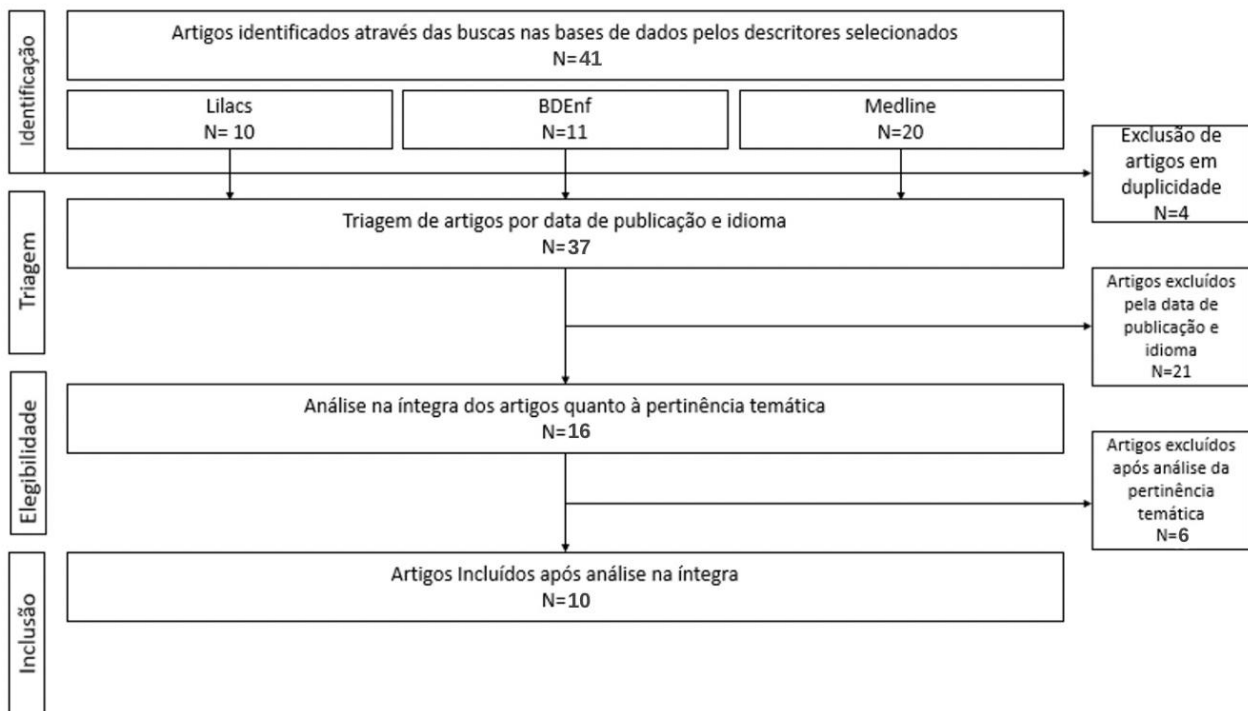 Identificação
Artigos identificados através das buscas nas bases de dados pelos descritores selecionados
N=41
Lilacs
N= 10
BDEnf
N=11
Medline
N=20
Exclusão de
artigos em
duplicidade
N=4
Triagem
Triagem de artigos por data de publicação e idioma
N=37
Artigos excluídos
pela data de
publicação e
idioma
N=21
Elegibilidade
Análise na íntegra dos artigos quanto à pertinência temática
N=16
Artigos excluídos
após análise da
pertinência
temática
N=6
Inclusão
Artigos Incluídos após análise na íntegra
N=10